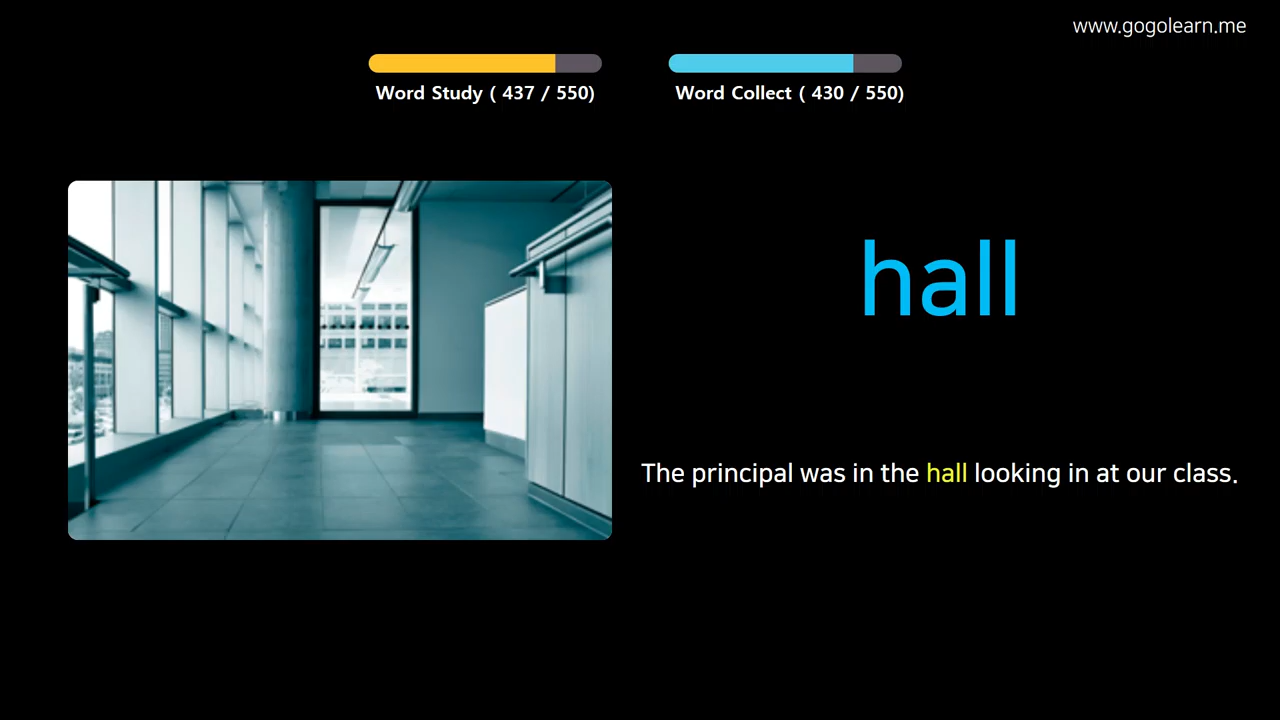 www.gogolearn.me
Word Study ( 437 / 550)
Word Collect ( 430 / 550)
hall
The principal was in the hall looking in at our class.